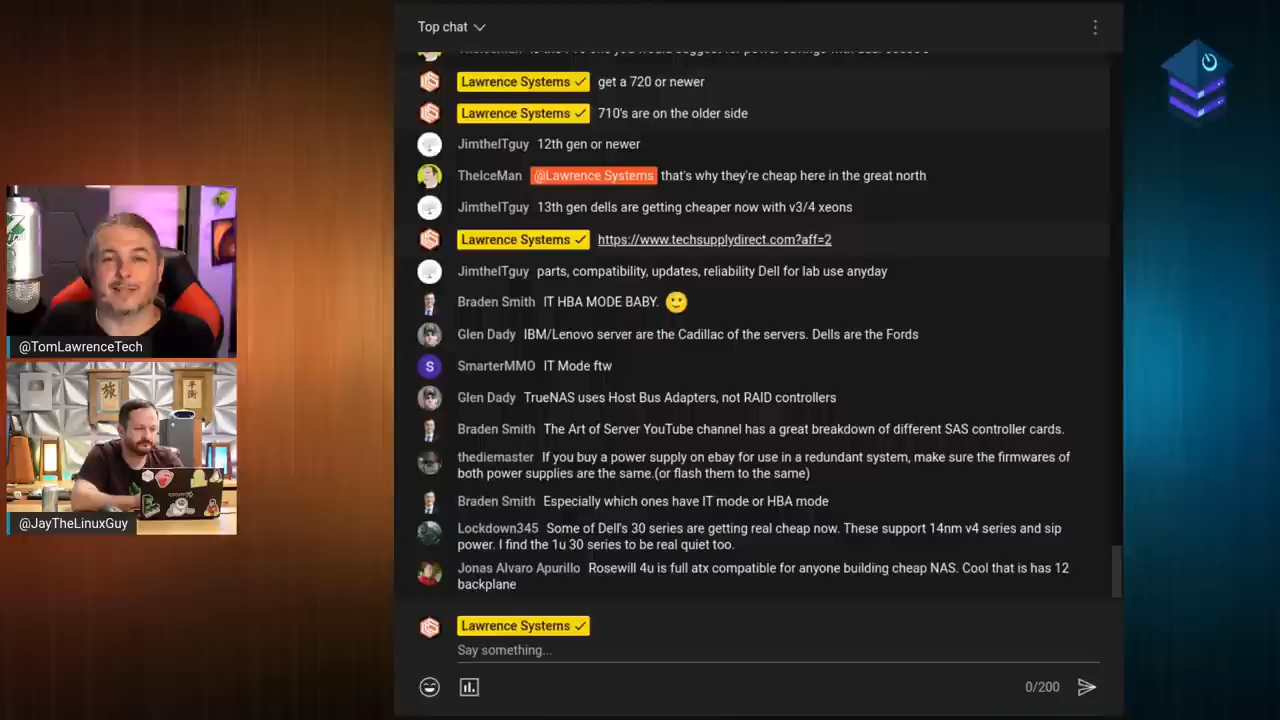 Top chat
Lawrence Systems get a 720 or newer
Lawrence Systems 710's are on the older side
JimtheITguy 12th gen or newer
TheIceMan @Lawrence Systems that's why they're cheap here in the great north
JimtheITguy 13th gen dells are getting cheaper now with v3/4 xeons
Lawrence Systems https://www.techsupplydirect.com?aff=2
JimtheITguy parts, compatibility, updates, reliability Dell for lab use anyday
Braden Smith IT HBA MODE BABY. 🙂
Glen Dady IBM/Lenovo server are the Cadillac of the servers. Dells are the Fords
S SmarterMMO IT Mode ftw
Glen Dady TrueNAS uses Host Bus Adapters, not RAID controllers
Braden Smith The Art of Server YouTube channel has a great breakdown of different SAS controller cards.
thediemaster If you buy a power supply on ebay for use in a redundant system, make sure the firmwares of
both power supplies are the same.(or flash them to the same)
Braden Smith Especially which ones have IT mode or HBA mode
Lockdown345 Some of Dell's 30 series are getting real cheap now. These support 14nm v4 series and sip
power. I find the 1u 30 series to be real quiet too.
Jonas Alvaro Apurillo Rosewill 4u is full atx compatible for anyone building cheap NAS. Cool that is has 12
backplane
Lawrence Systems
Say something...
0/200
@TomLawrenceTech
旅
平
@JayTheLinuxGuy